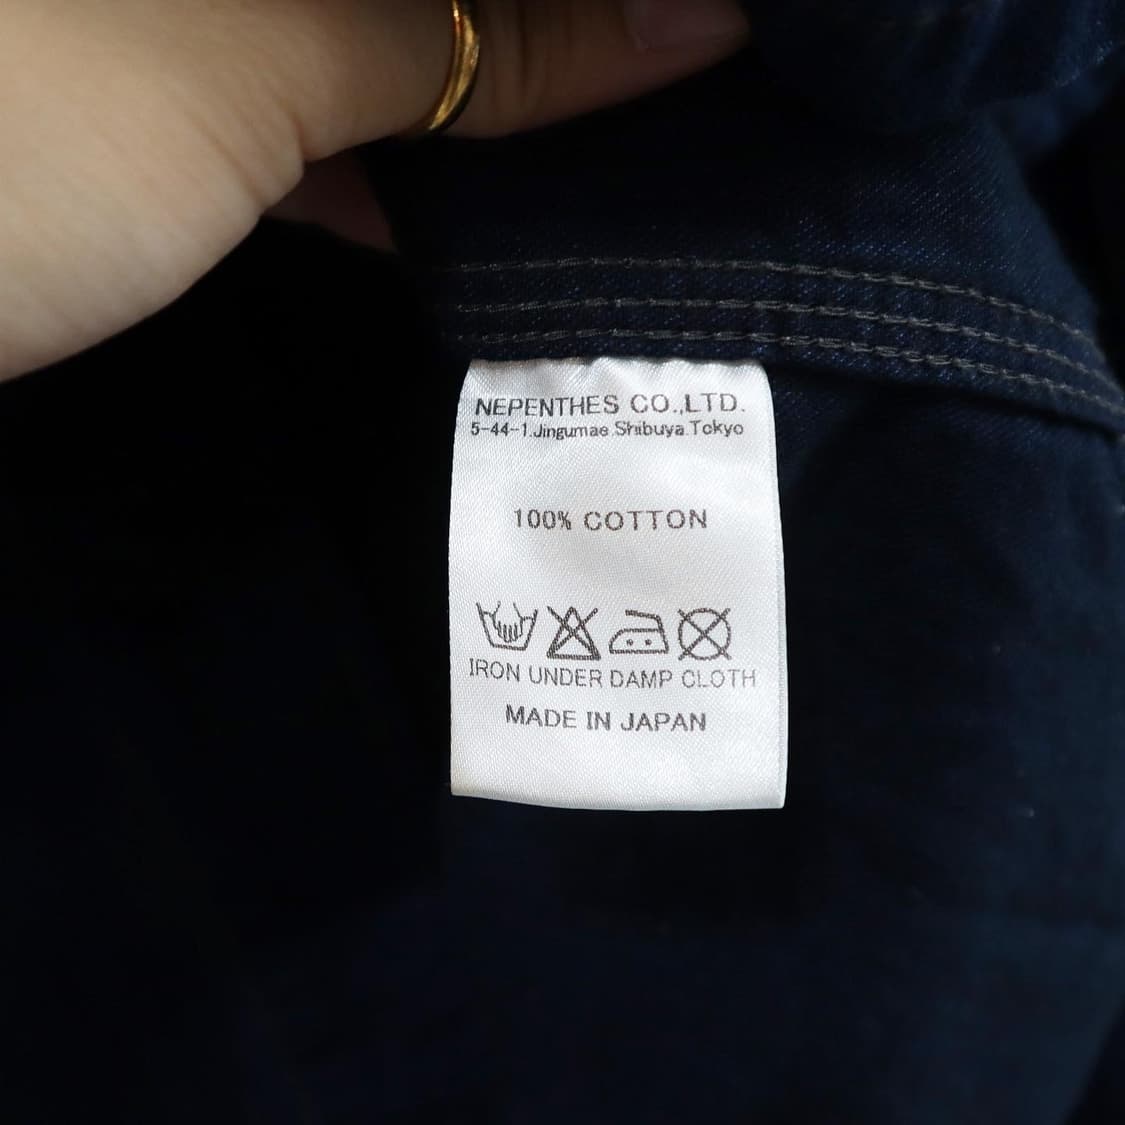 NEPENTHES CO.,LTD.
5-44-1.Jingumae.Shibuya.Tokyo
100% COTTON
IRON UNDER DAMP CLOTH
MADE IN JAPAN